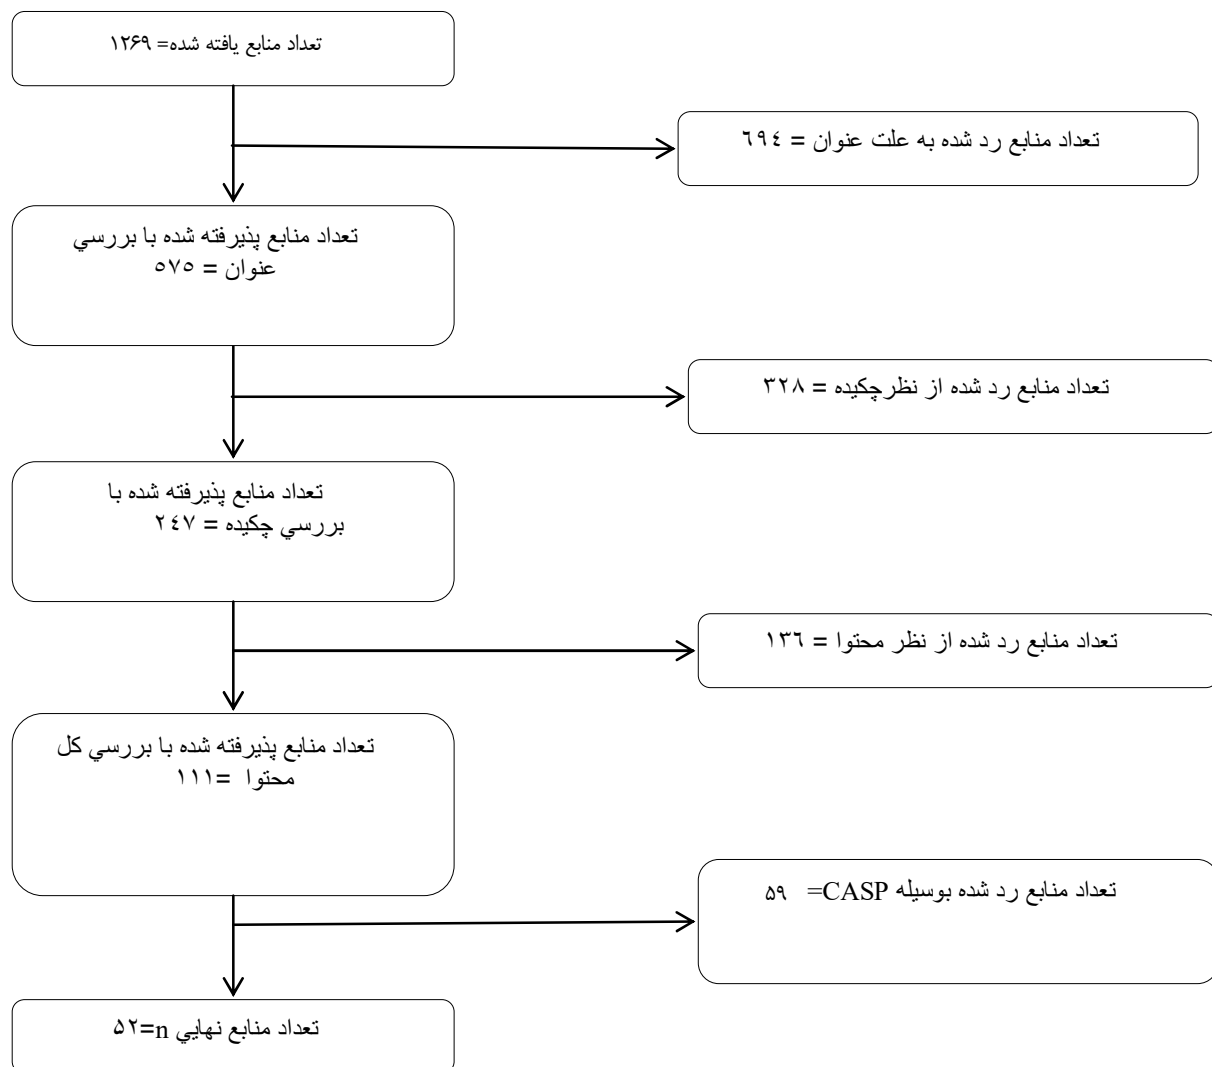 تعداد منابع یافته شده= ۱۲۶۹
تعداد منابع رد شده به علت عنوان = ٦٩٤
تعداد منابع پذيرفته شده با بررسي
عنوان = ٥٧٥
تعداد منابع رد شده از نظرچكيده = ٣٢٨
تعداد منابع پذيرفته شده با
بررسي چكيده = ٢٤٧
تعداد منابع رد شده از نظر محتوا = ١٣٦
تعداد منابع پذيرفته شده با بررسي كل
محتوا =١١١
تعداد منابع رد شده بوسيله CASP= ۵۹
تعداد منابع نهايي n=۵۲